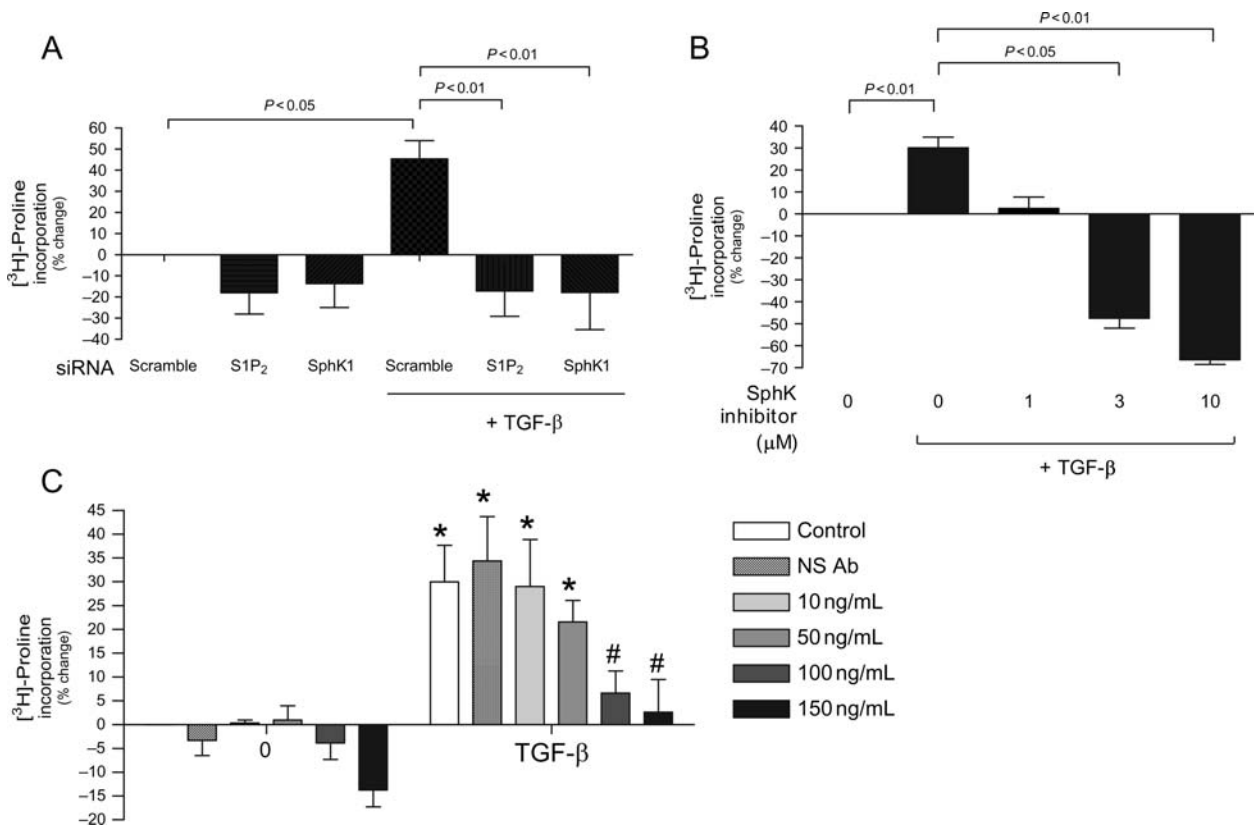 A
P < 0.01
P < 0.05
P < 0.01
[³H]-Proline
incorporation
(% change)
60
50
40
30
20
10
0
–10
–20
–30
–40
siRNA Scramble S1P₂ SphK1 Scramble S1P₂ SphK1
+ TGF-β
B
P < 0.01
P < 0.05
P < 0.01
[³H]-Proline
incorporation
(% change)
40
30
20
10
0
–10
–20
–30
–40
–50
–60
–70
SphK
inhibitor
(μM)
0 0 1 3 10
+ TGF-β
C
[³H]-Proline
incorporation
(% change)
45
40
35
30
25
20
15
10
5
0
–5
–10
–15
–20
* * * * # #
0 TGF-β
Control
NS Ab
10 ng/mL
50 ng/mL
100 ng/mL
150 ng/mL